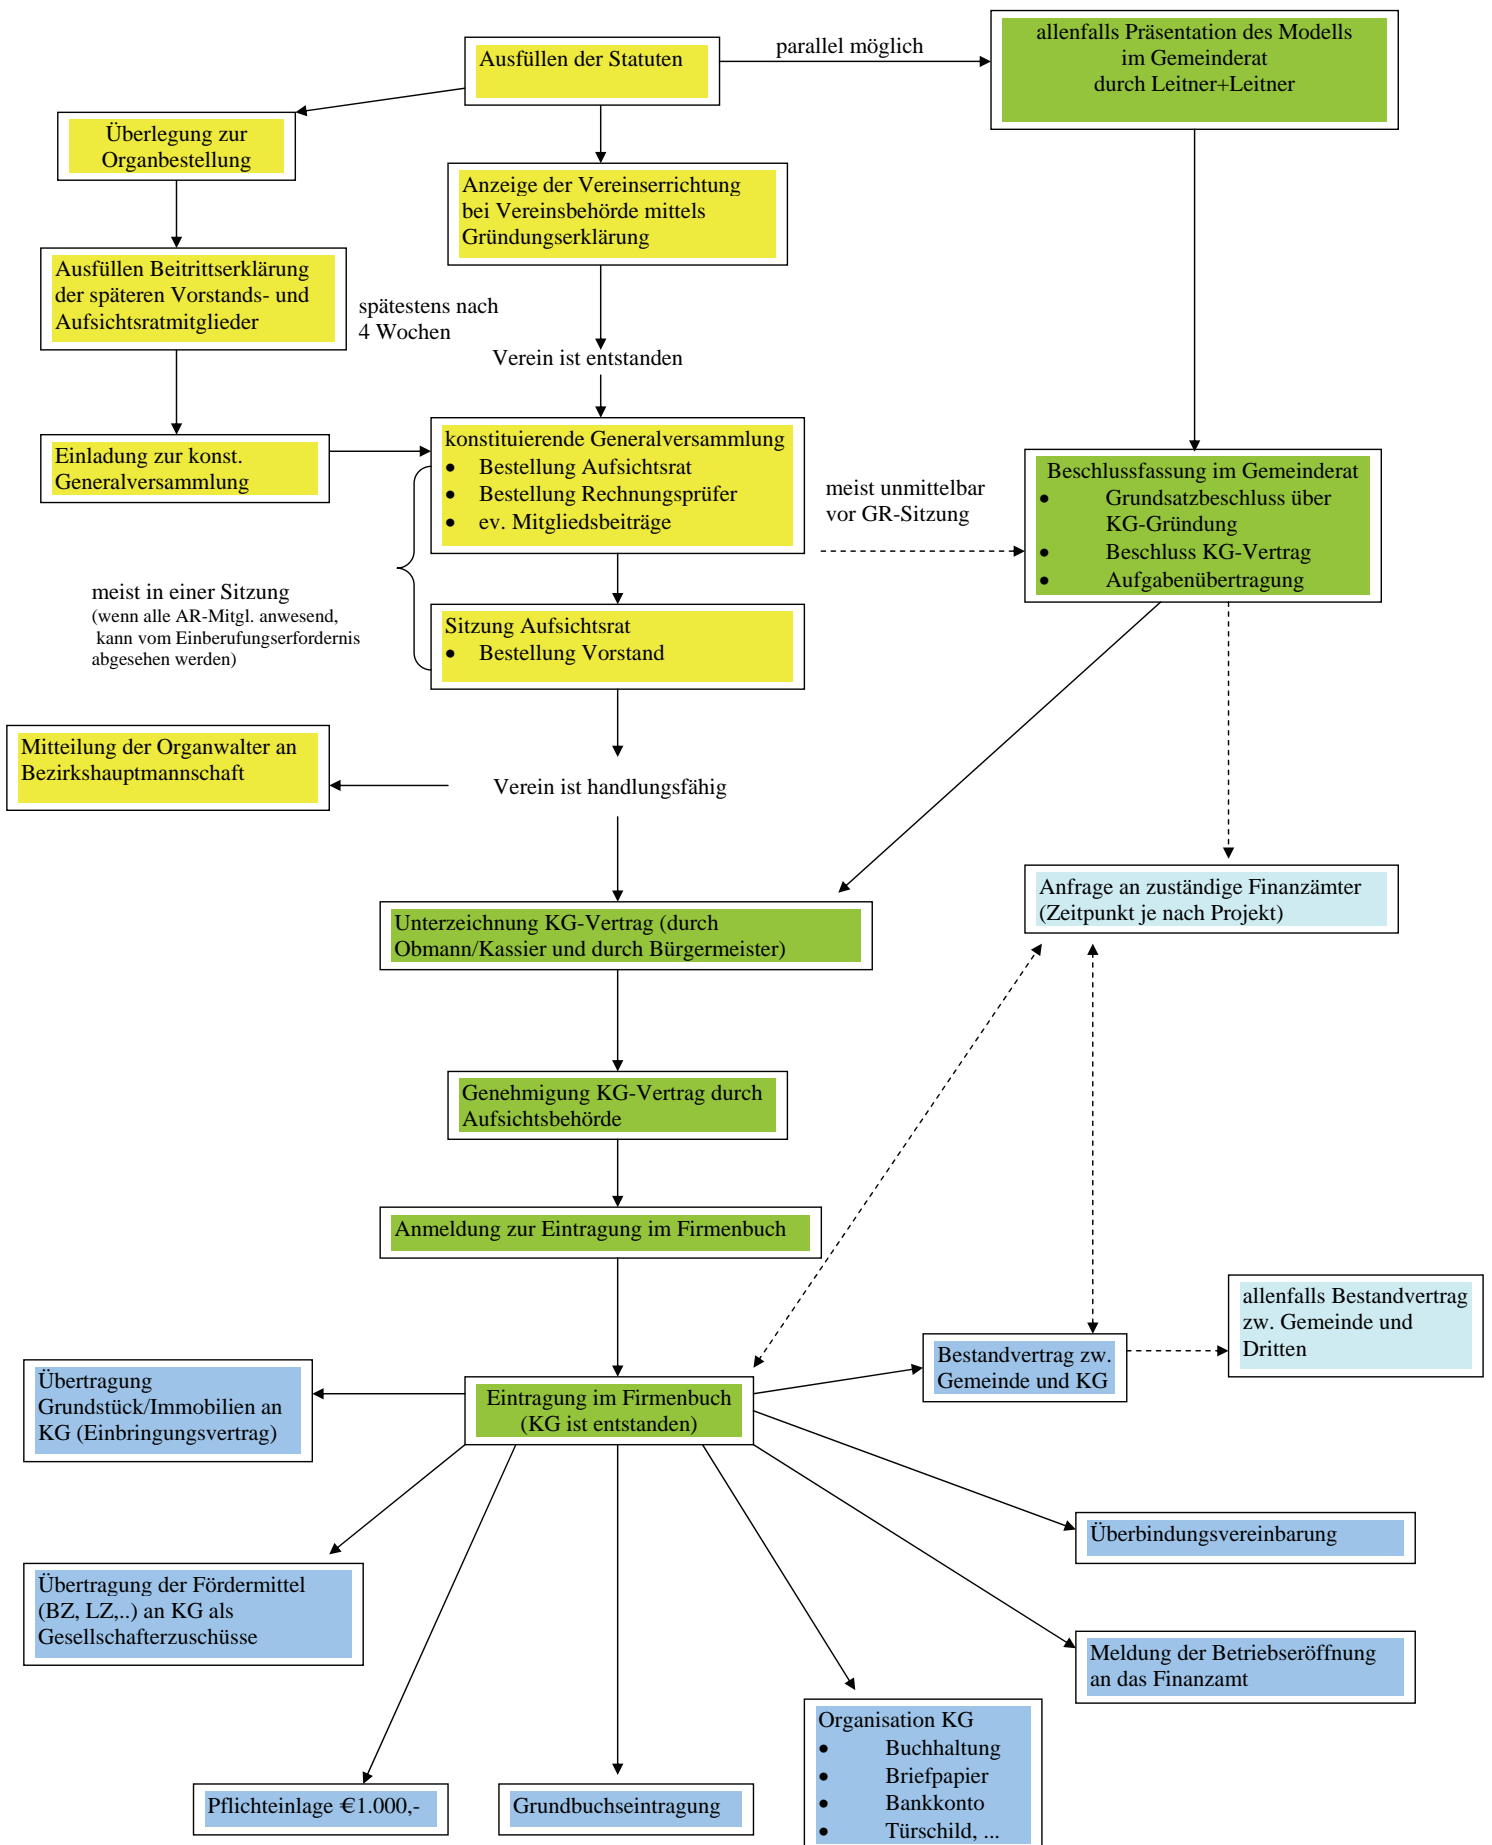 Ausfüllen der Statuten
parallel möglich
allenfalls Präsentation des Modells
im Gemeinderat
durch Leitner+Leitner
Überlegung zur
Organbestellung
Anzeige der Vereinserrichtung
bei Vereinsbehörde mittels
Gründungserklärung
Ausfüllen Beitrittserklärung
der späteren Vorstands- und
Aufsichtsratmitglieder
spätestens nach
4 Wochen
Verein ist entstanden
Einladung zur konst.
Generalversammlung
konstituierende Generalversammlung
• Bestellung Aufsichtsrat
• Bestellung Rechnungsprüfer
• ev. Mitgliedsbeiträge
meist unmittelbar
vor GR-Sitzung
Beschlussfassung im Gemeinderat
• Grundsatzbeschluss über
KG-Gründung
• Beschluss KG-Vertrag
• Aufgabenübertragung
meist in einer Sitzung
(wenn alle AR-Mitgl. anwesend,
kann vom Einberufungserfordernis
abgesehen werden)
Sitzung Aufsichtsrat
• Bestellung Vorstand
Mitteilung der Organwalter an
Bezirkshauptmannschaft
Verein ist handlungsfähig
Anfrage an zuständige Finanzämter
(Zeitpunkt je nach Projekt)
Unterzeichnung KG-Vertrag (durch
Obmann/Kassier und durch Bürgermeister)
Genehmigung KG-Vertrag durch
Aufsichtsbehörde
Anmeldung zur Eintragung im Firmenbuch
allenfalls Bestandvertrag
zw. Gemeinde und
Dritten
Bestandvertrag zw.
Gemeinde und KG
Übertragung
Grundstück/Immobilien an
KG (Einbringungsvertrag)
Eintragung im Firmenbuch
(KG ist entstanden)
Überbindungsvereinbarung
Übertragung der Fördermittel
(BZ, LZ,..) an KG als
Gesellschafterzuschüsse
Meldung der Betriebseröffnung
an das Finanzamt
Organisation KG
• Buchhaltung
• Briefpapier
• Bankkonto
• Türschild, ...
Pflichteinlage €1.000,-
Grundbuchseintragung